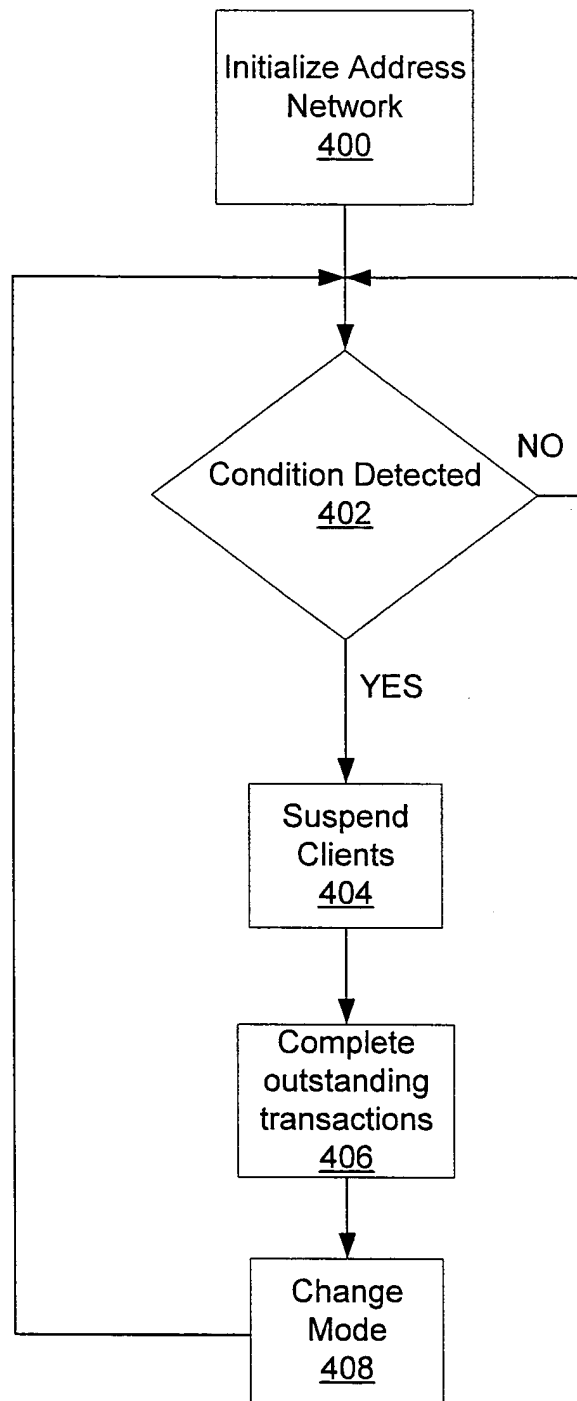 Initialize Address
Network
400
Condition Detected
402
NO
YES
Suspend
Clients
404
Complete
outstanding
transactions
406
Change
Mode
408